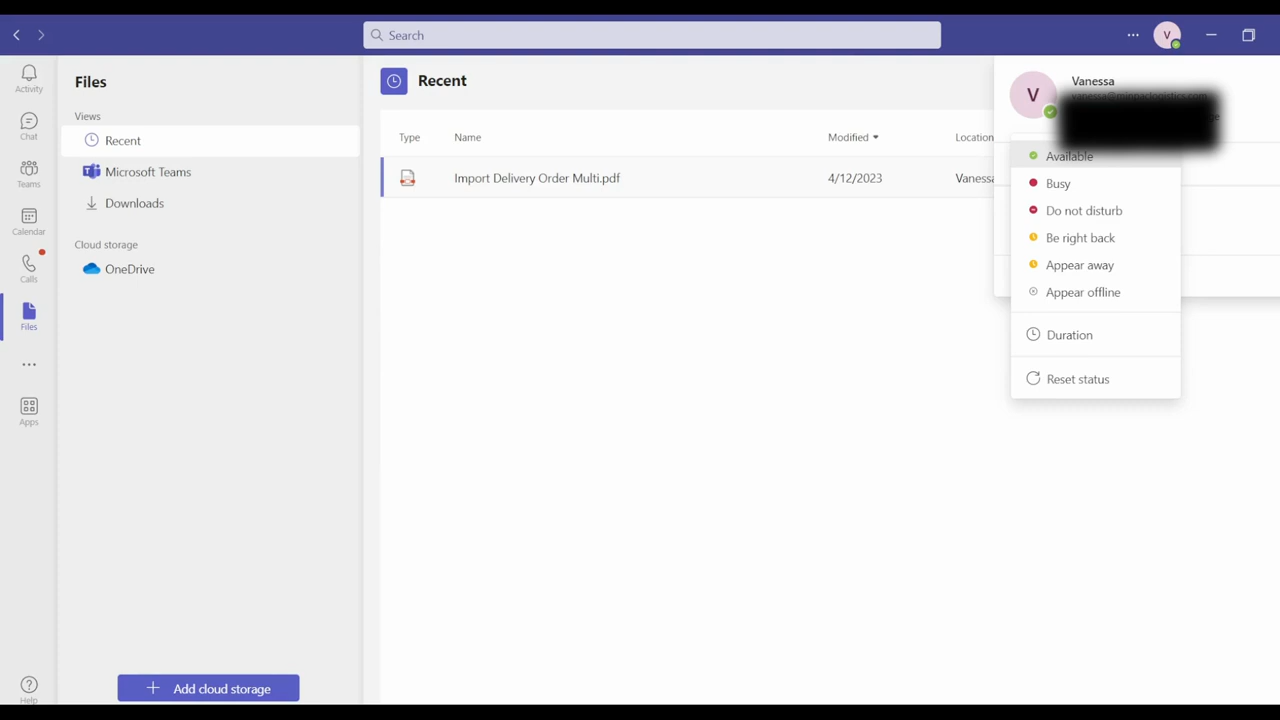 Search
V
Activity
Chat
Teams
Calendar
Calls
Files
Apps
Help
Files
Views
Recent
Microsoft Teams
Downloads
Cloud storage
OneDrive
Add cloud storage
Recent
Type Name Modified Location
Import Delivery Order Multi.pdf 4/12/2023 Vanessa
V
Vanessa
Available
Busy
Do not disturb
Be right back
Appear away
Appear offline
Duration
Reset status